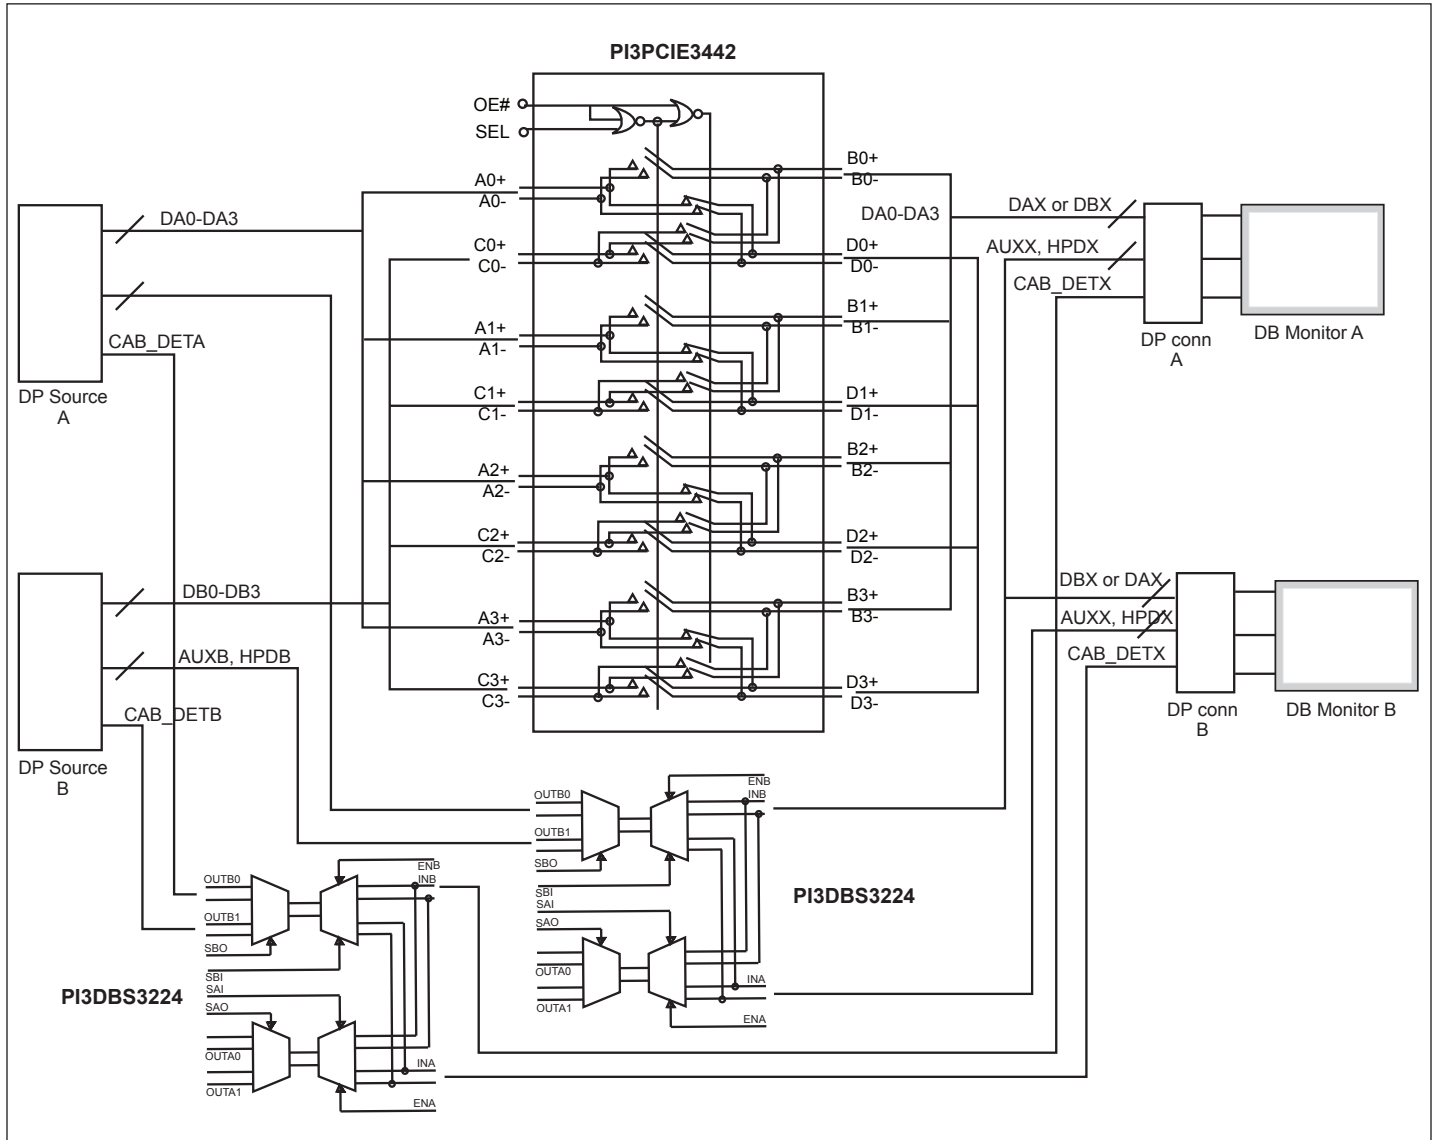 PI3PCIE3442
OE#
SEL
A0+
A0-
C0+
C0-
A1+
A1-
C1+
C1-
A2+
A2-
C2+
C2-
A3+
A3-
C3+
C3-
B0+
B0-
DA0-DA3
D0+
D0-
B1+
B1-
D1+
D1-
B2+
B2-
D2+
D2-
B3+
B3-
D3+
D3-
DA0-DA3
CAB_DETA
DP Source
A
DB0-DB3
AUXB, HPDB
CAB_DETB
DP Source
B
DAX or DBX
AUXX, HPDX
CAB_DETX
DP conn
A
DB Monitor A
DBX or DAX
AUXX, HPDX
CAB_DETX
DP conn
B
DB Monitor B
OUTB0
OUTB1
SBO
SBI
SAI
SAO
OUTA0
OUTA1
ENB
INB
INA
ENA
PI3DBS3224
OUTB0
OUTB1
SBO
SBI
SAI
SAO
OUTA0
OUTA1
ENB
INB
INA
ENA
PI3DBS3224